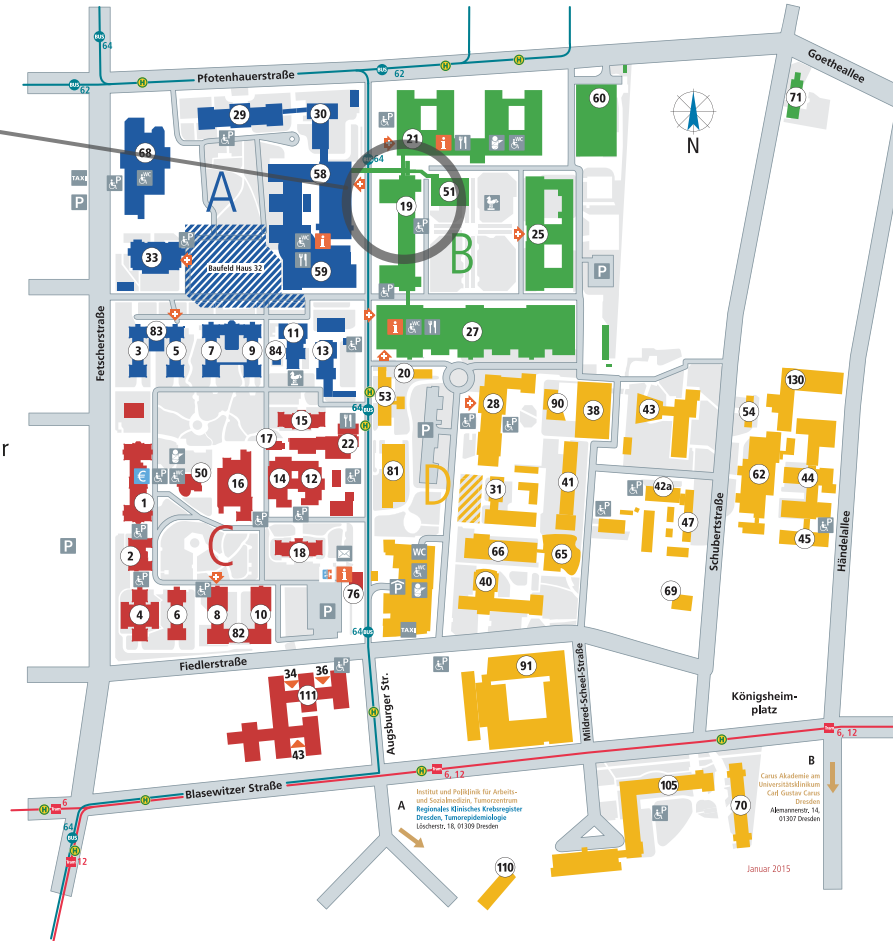 BUS
64
BUS
62
H
Pfotenhauerstraße
BUS
62
H
H
Goetheallee
71
N
29
30
21
60
64
68
WC
TAXI
P
A
58
51
19
25
33
Baufeld Haus 32
59
WC
i
B
P
Fetscherstraße
83
3
5
7
9
84
11
13
i
WC
27
20
53
64
BUS
H
H
28
90
38
43
54
130
15
17
22
P
r
50
WC
€
16
14
12
81
D
31
41
42a
62
44
1
47
45
P
2
C
18
66
65
WC
WC
i
76
P
P
40
69
4
6
8
82
10
TAXI
64
BUS
Schubertstraße
Händelallee
Fiedlerstraße
34
36
111
43
Augsburger Str.
H
91
Mildred-Scheel-Straße
Königsheim-
platz
6, 12
H
H
6, 12
Blasewitzer Straße
H
6
H
64
BUS
H
12
A
Institut und Poliklinik für Arbeits-
und Sozialmedizin, Tumorzentrum
Regionales Klinisches Krebsregister
Dresden, Tumorepidemiologie
Löscherstr, 18, 01309 Dresden
B
Carus Akademie am
Universitätsklinikum
Carl Gustav Carus
Dresden
Alemannenstr, 14,
01307 Dresden
105
70
110
Januar 2015